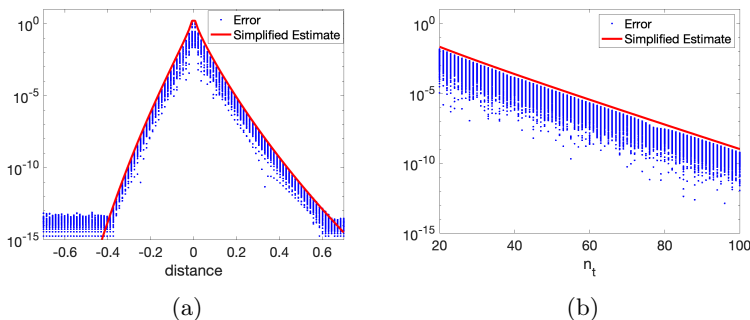 Error
Simplified Estimate
10^0
10^-5
10^-10
10^-15
-0.6 -0.4 -0.2 0 0.2 0.4 0.6
distance
(a)
Error
Simplified Estimate
10^0
10^-5
10^-10
10^-15
20 40 60 80 100
n_t
(b)